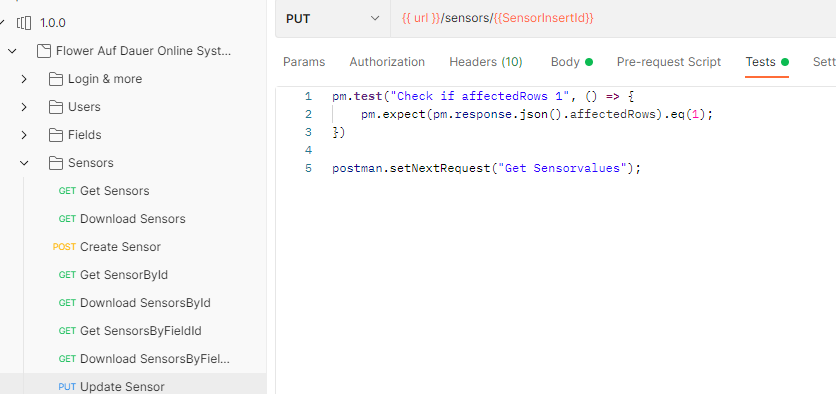 1.0.0
Flower Auf Dauer Online Syst...
Login & more
Users
Fields
Sensors
GET Get Sensors
GET Download Sensors
POST Create Sensor
GET Get SensorById
GET Download SensorsById
GET Get SensorsByFieldId
GET Download SensorsByFiel...
PUT Update Sensor
PUT {{ url }}/sensors/{{SensorInsertId}}
Params Authorization Headers (10) Body Pre-request Script Tests Sett
1 pm.test("Check if affectedRows 1", () => {
2 pm.expect(pm.response.json().affectedRows).eq(1);
3 })
4
5 postman.setNextRequest("Get Sensorvalues");